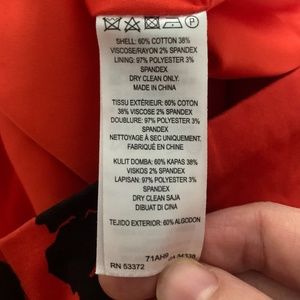 SHELL: 60% COTTON 38%
VISCOSE/RAYON 2% SPANDEX
LINING: 97% POLYESTER 3%
SPANDEX
DRY CLEAN ONLY.
MADE IN CHINA
TISSU EXTÉRIEUR: 60% COTON
38% VISCOSE 2% SPANDEX
DOUBLURE: 97% POLYESTER 3%
SPANDEX
NETTOYAGE À SEC UNIQUEMENT.
FABRIQUÉ EN CHINE
KULIT DOMBA: 60% KAPAS 38%
VISKOS 2% SPANDEX
LAPISAN: 97% POLYESTER 3%
SPANDEX
DRY CLEAN SAJA
DIBUAT DI CINA
TEJIDO EXTERIOR: 60% ALGODON
71AH9
RN 53372